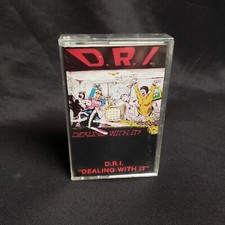 D.R.I.
DEALING WITH IT!
D.R.I.
"DEALING WITH IT"